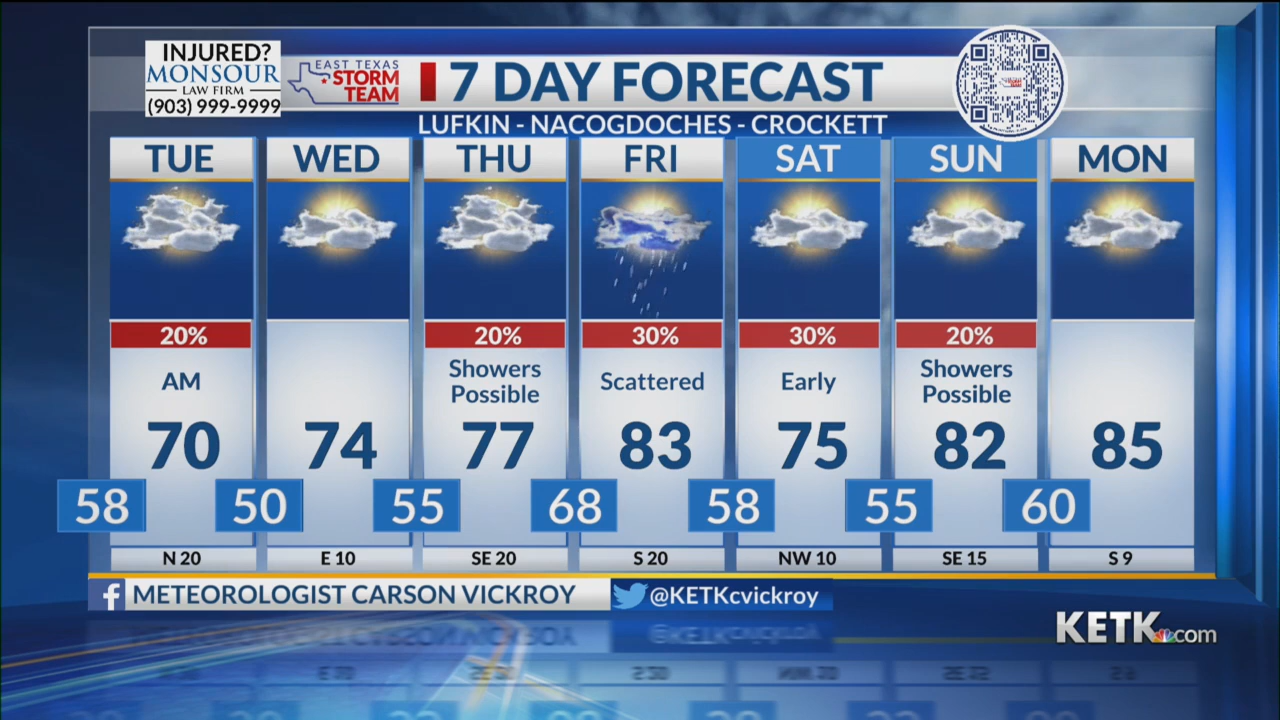 INJURED?
MONSOUR
LAW FIRM
(903) 999-9999
EAST TEXAS
STORM
TEAM
7 DAY FORECAST
LUFKIN - NACOGDOCHES - CROCKETT
TUE WED THU FRI SAT SUN MON
20% 20% 30% 30% 20%
AM Showers Possible Scattered Early Showers Possible
70 74 77 83 75 82 85
58 50 55 68 58 55 60
N 20 E 10 SE 20 S 20 NW 10 SE 15 S 9
f METEOROLOGIST CARSON VICKROY @KETKcvickroy
KETK.com